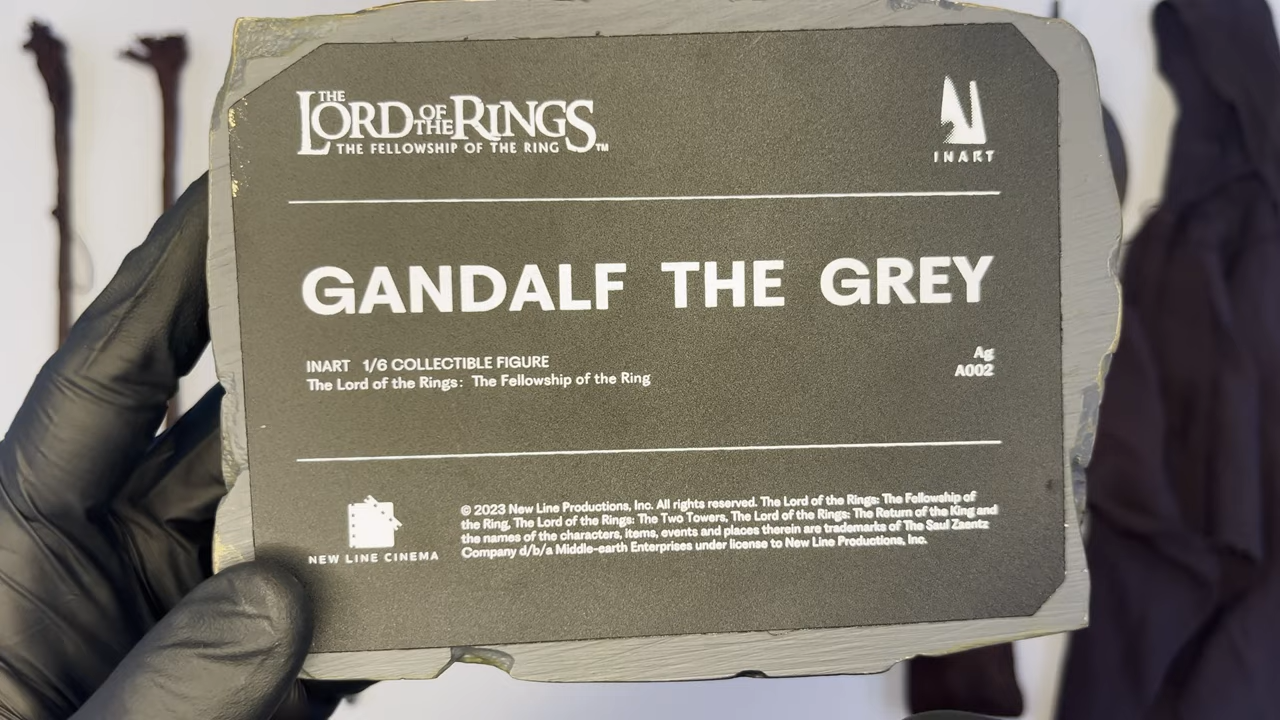 THE LORD OF THE RINGS™
THE FELLOWSHIP OF THE RING
INART
GANDALF THE GREY
INART 1/6 COLLECTIBLE FIGURE
The Lord of the Rings: The Fellowship of the Ring
Ag
A002
© 2023 New Line Productions, Inc. All rights reserved. The Lord of the Rings: The Fellowship of
the Ring, The Lord of the Rings: The Two Towers, The Lord of the Rings: The Return of the King and
the names of the characters, items, events and places therein are trademarks of The Saul Zaentz
Company d/b/a Middle-earth Enterprises under license to New Line Productions, Inc.
NEW LINE CINEMA